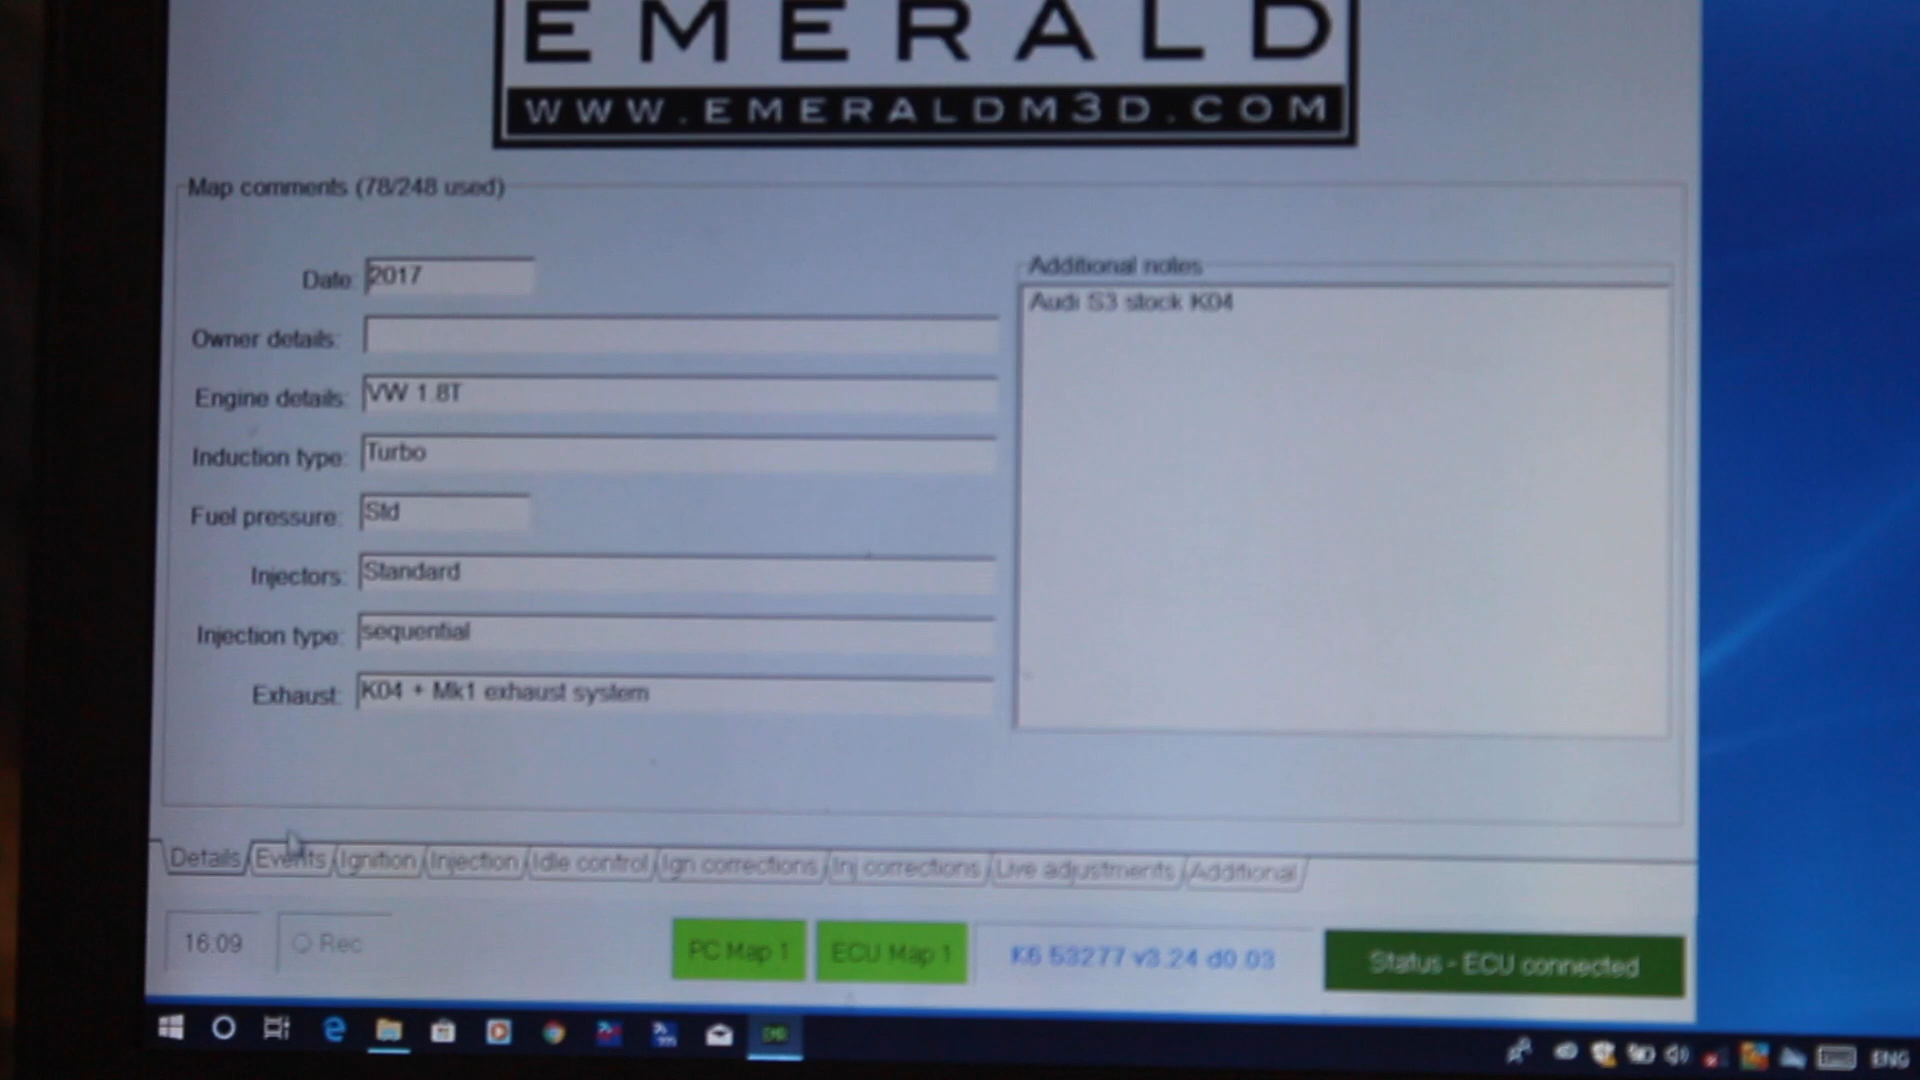 EMERALD
WWW.EMERALDM3D.COM
Map comments (78/248 used)
Date: 2017
Owner details:
Engine details: VW 1.8T
Induction type: Turbo
Fuel pressure: Std
Injectors: Standard
Injection type: sequential
Exhaust: K04 + Mk1 exhaust system
Additional notes
Audi S3 stock K04
Details Events Ignition Injection Idle control Ign corrections Inj corrections Live adjustments Additional
16:09 Rec PC Map 1 ECU Map 1 K6 53277 v3.24 d0.03 Status - ECU connected
ENG